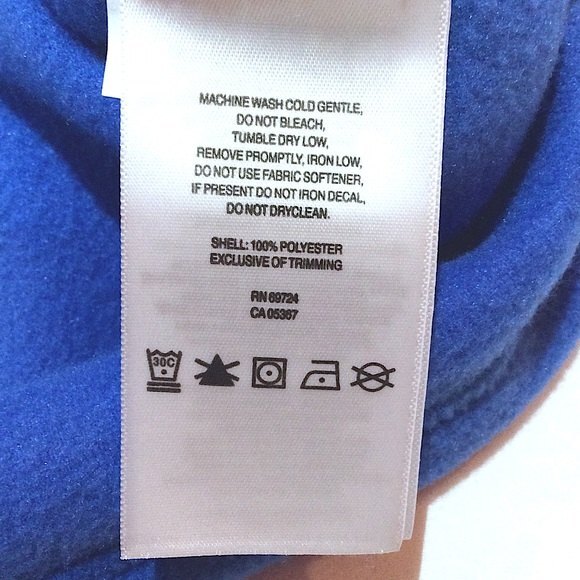 MACHINE WASH COLD GENTLE,
DO NOT BLEACH,
TUMBLE DRY LOW,
REMOVE PROMPTLY, IRON LOW,
DO NOT USE FABRIC SOFTENER,
IF PRESENT DO NOT IRON DECAL,
DO NOT DRYCLEAN.
SHELL: 100% POLYESTER
EXCLUSIVE OF TRIMMING
RN 69724
CA 05367
30C